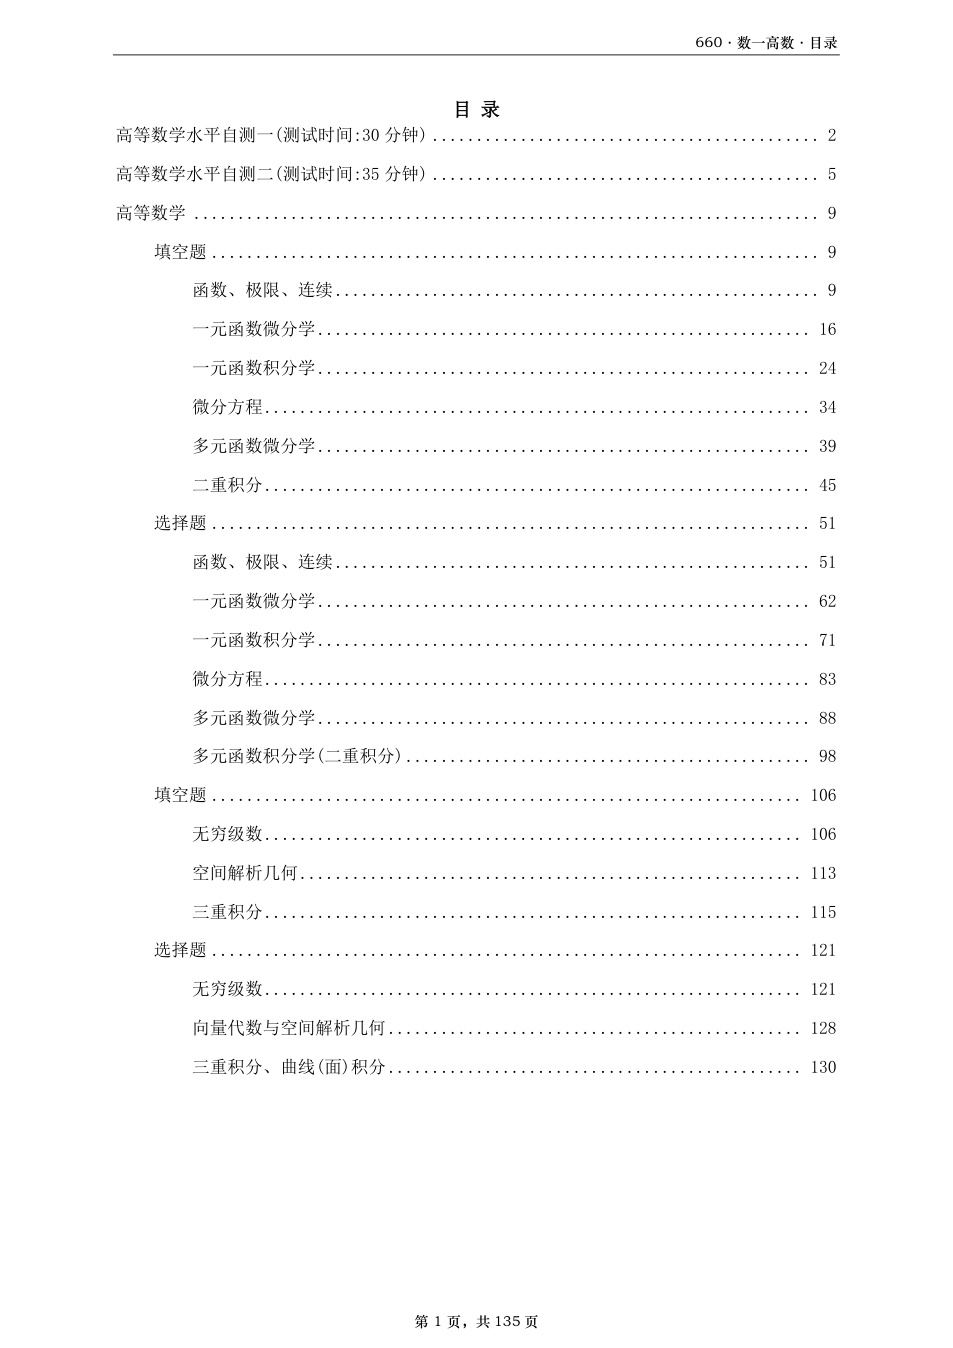 660 · 数一高数 · 目录
目 录
高等数学水平自测一(测试时间:30 分钟) ............................................ 2
高等数学水平自测二(测试时间:35 分钟) ............................................ 5
高等数学 ....................................................................... 9
填空题 ..................................................................... 9
函数、极限、连续....................................................... 9
一元函数微分学........................................................ 16
一元函数积分学........................................................ 24
微分方程.............................................................. 34
多元函数微分学........................................................ 39
二重积分.............................................................. 45
选择题 .................................................................... 51
函数、极限、连续...................................................... 51
一元函数微分学........................................................ 62
一元函数积分学........................................................ 71
微分方程.............................................................. 83
多元函数微分学........................................................ 88
多元函数积分学(二重积分).............................................. 98
填空题 ................................................................... 106
无穷级数............................................................. 106
空间解析几何......................................................... 113
三重积分............................................................. 115
选择题 ................................................................... 121
无穷级数............................................................. 121
向量代数与空间解析几何............................................... 128
三重积分、曲线(面)积分............................................... 130
第 1 页，共 135 页